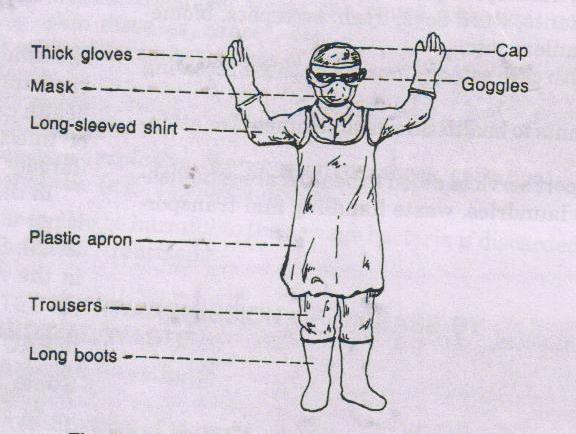 Thick gloves
Cap
Mask
Goggles
Long-sleeved shirt
Plastic apron
Trousers
Long boots